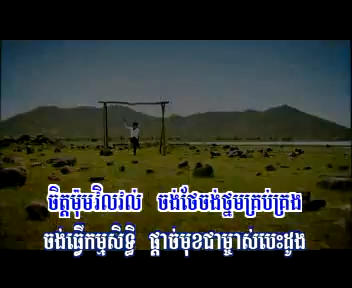 ចិត្តម៉ុមវិលវល់ ចង់ថែចង់ថ្នមគ្រប់គ្រង
ចង់ធ្វើកម្មសិទ្ធិ ផ្ដាច់មុខជាម្ចាស់បេះដូង